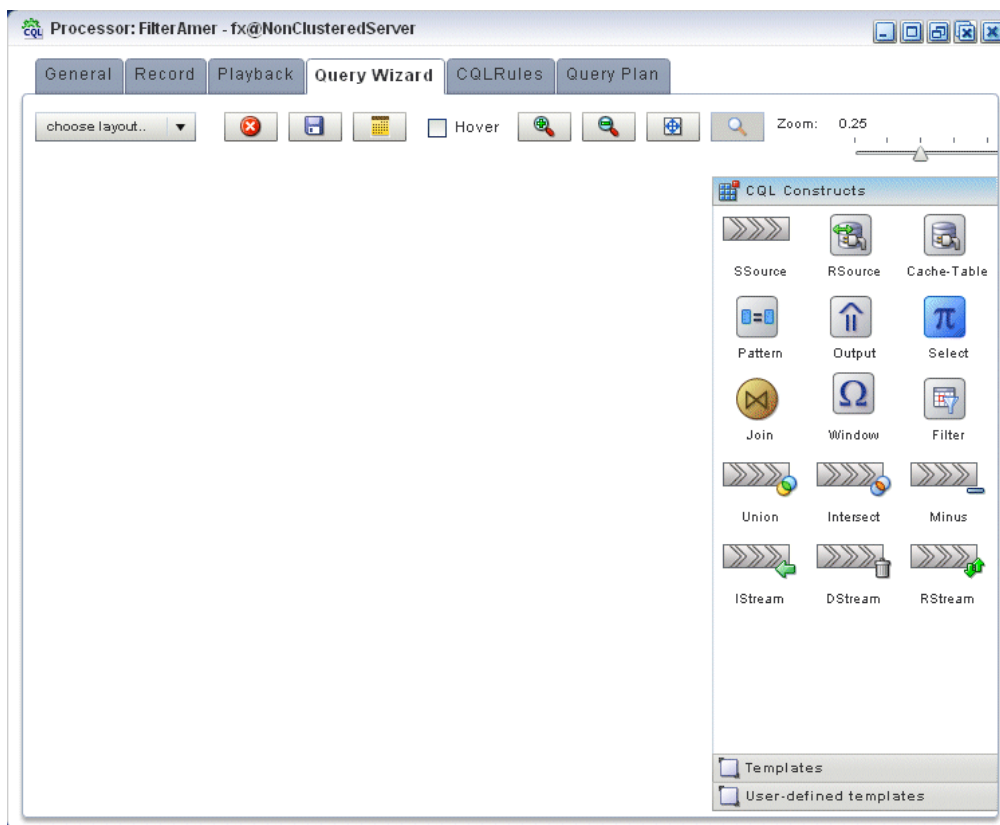 CQL Processor: FilterAmer - fx@NonClusteredServer
General Record Playback Query Wizard CQLRules Query Plan
choose layout.. Hover Zoom: 0.25
CQL Constructs
SSource RSource Cache-Table
Pattern Output Select
Join Window Filter
Union Intersect Minus
IStream DStream RStream
Templates
User-defined templates